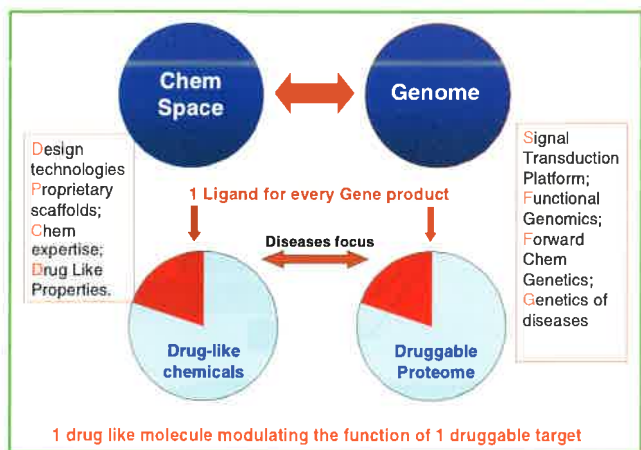 Chem
Space
Genome
Design
technologies
Proprietary
scaffolds;
Chem
expertise;
Drug Like
Properties.
Signal
Transduction
Platform;
Functional
Genomics;
Forward
Chem
Genetics;
Genetics of
diseases
1 Ligand for every Gene product
Diseases focus
Drug-like
chemicals
Druggable
Proteome
1 drug like molecule modulating the function of 1 druggable target